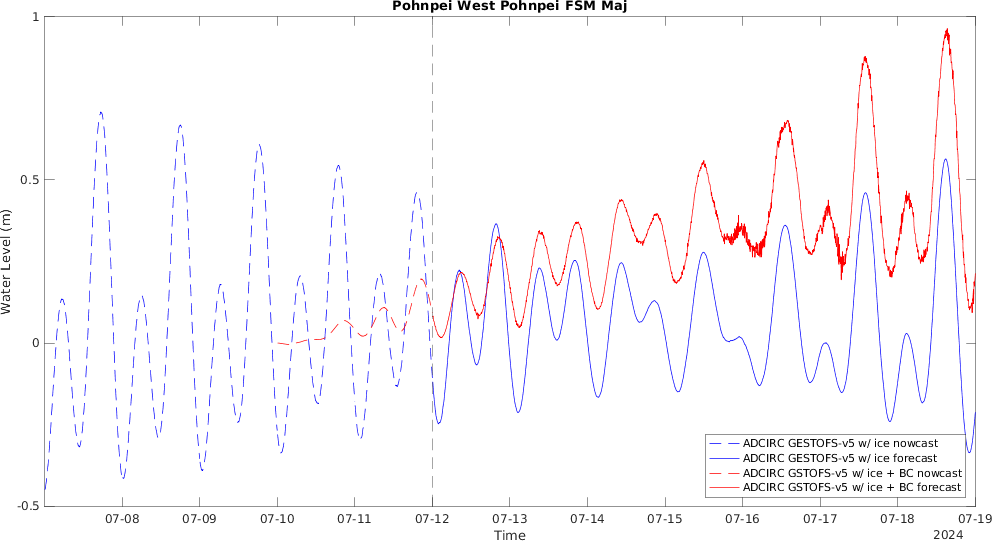 Pohnpei West Pohnpei FSM Maj
1
0.5
0
-0.5
Water Level (m)
07-08 07-09 07-10 07-11 07-12 07-13 07-14 07-15 07-16 07-17 07-18 07-19
Time
2024
ADCIRC GESTOFS-v5 w/ ice nowcast
ADCIRC GESTOFS-v5 w/ ice forecast
ADCIRC GSTOFS-v5 w/ ice + BC nowcast
ADCIRC GSTOFS-v5 w/ ice + BC forecast